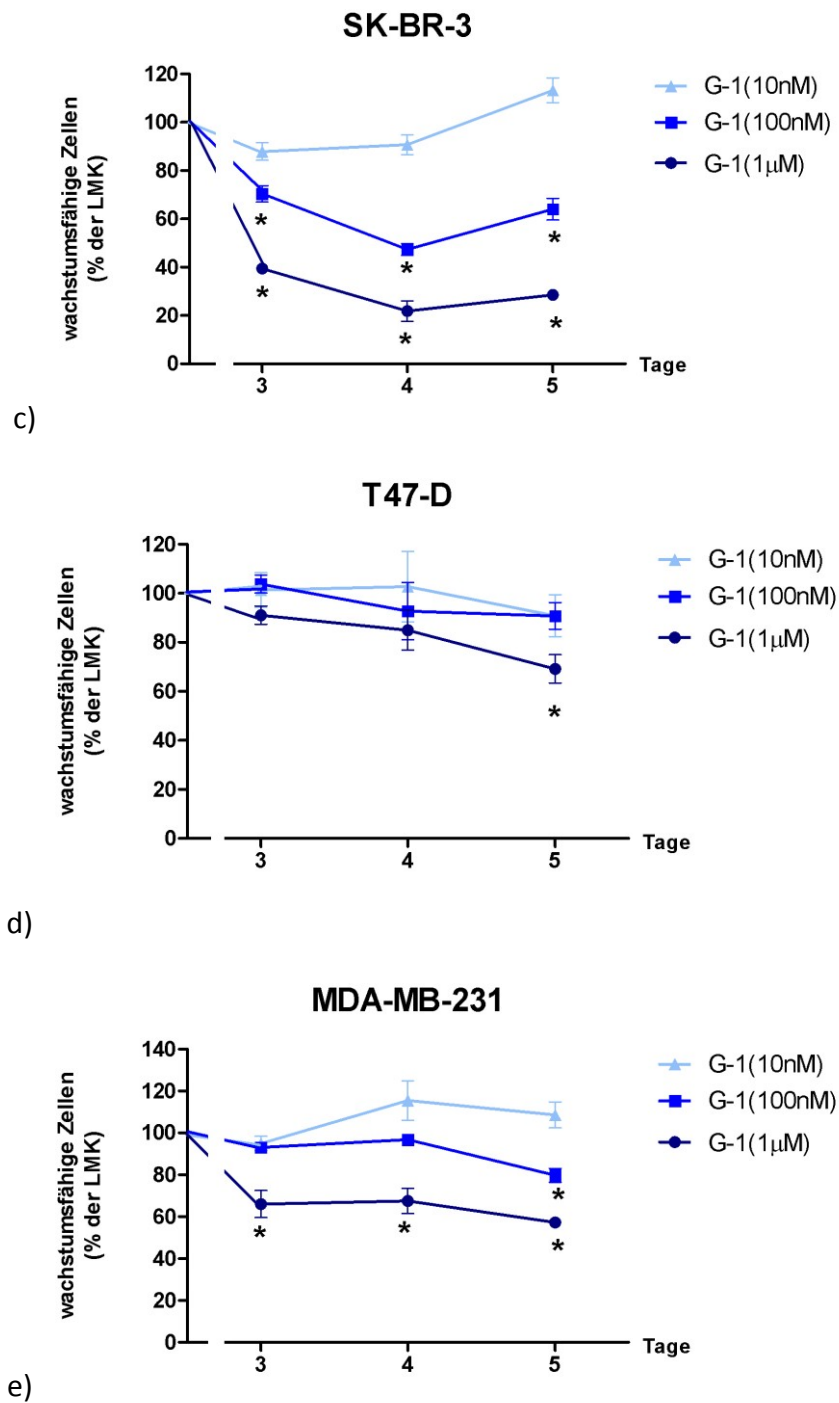 SK-BR-3
wachstumsfähige Zellen
(% der LMK)
120
100
80
60
40
20
0
3
4
5
Tage
G-1(10nM)
G-1(100nM)
G-1(1µM)
*
*
*
*
*
*
c)
T47-D
wachstumsfähige Zellen
(% der LMK)
120
100
80
60
40
20
0
3
4
5
Tage
G-1(10nM)
G-1(100nM)
G-1(1µM)
*
d)
MDA-MB-231
wachstumsfähige Zellen
(% der LMK)
140
120
100
80
60
40
20
0
3
4
5
Tage
G-1(10nM)
G-1(100nM)
G-1(1µM)
*
*
*
*
e)